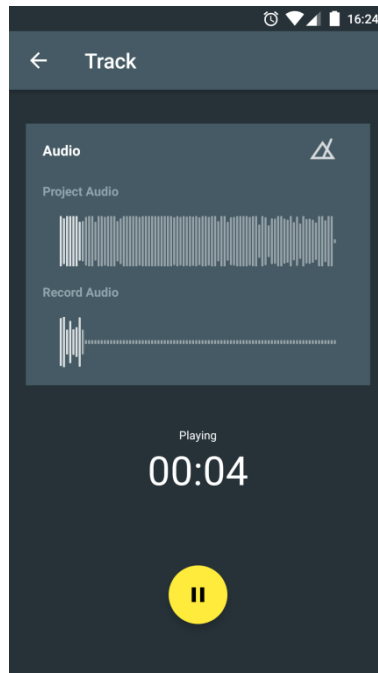 16:24
Track
Audio
Project Audio
Record Audio
Playing
00:04